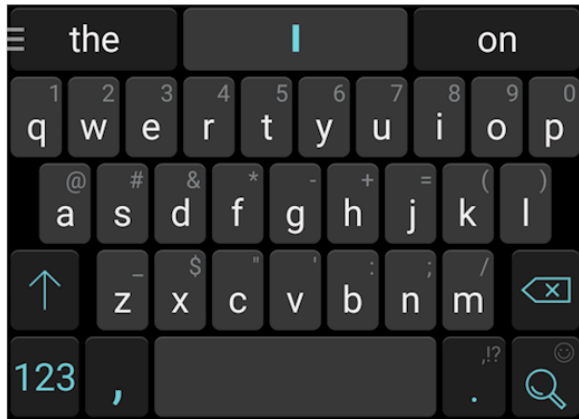 the I on
1 2 3 4 5 6 7 8 9 0
q w e r t y u i o p
@ # & * - + = ( )
a s d f g h j k l
_ $ " ' : ; /
z x c v b n m
,!?
123 , .